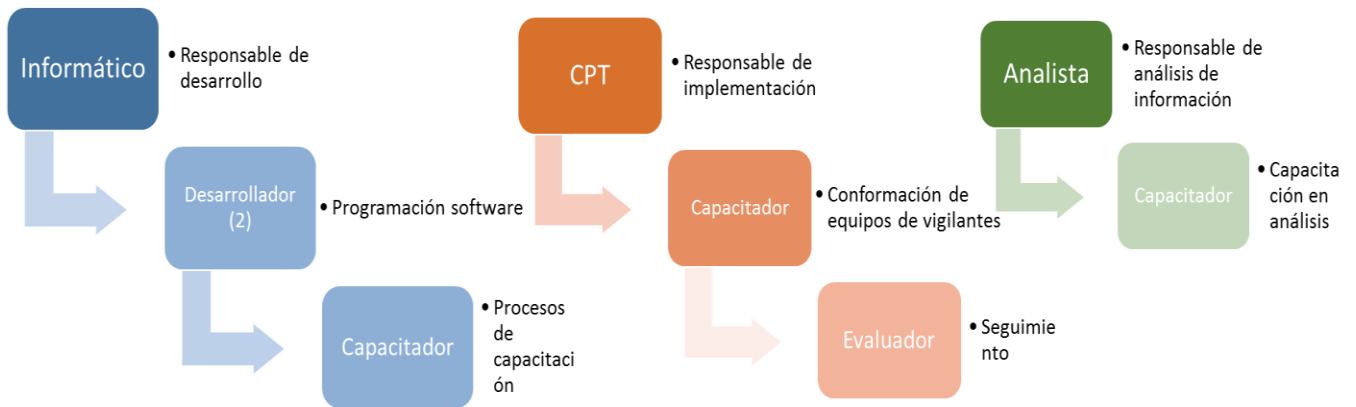 Informático
• Responsable de
desarrollo
Desarrollador
(2)
• Programación software
Capacitador
• Procesos
de
capacitaci
ón
CPT
• Responsable de
implementación
Capacitador
• Conformación de
equipos de vigilantes
Evaluador
• Seguimie
nto
Analista
• Responsable de
análisis de
información
Capacitador
• Capacita
ción en
análisis